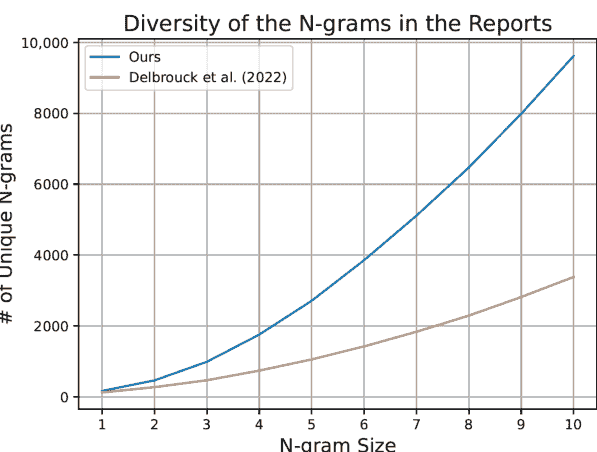 Diversity of the N-grams in the Reports
10,000
8000
6000
4000
2000
0
Ours
Delbrouck et al. (2022)
# of Unique N-grams
1 2 3 4 5 6 7 8 9 10
N-gram Size